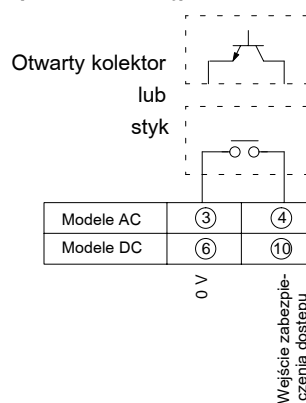 Otwarty kolektor
lub
styk
Modele AC 3 4
Modele DC 6 10
0 V
Wejście zabezpie-
czenia dostępu